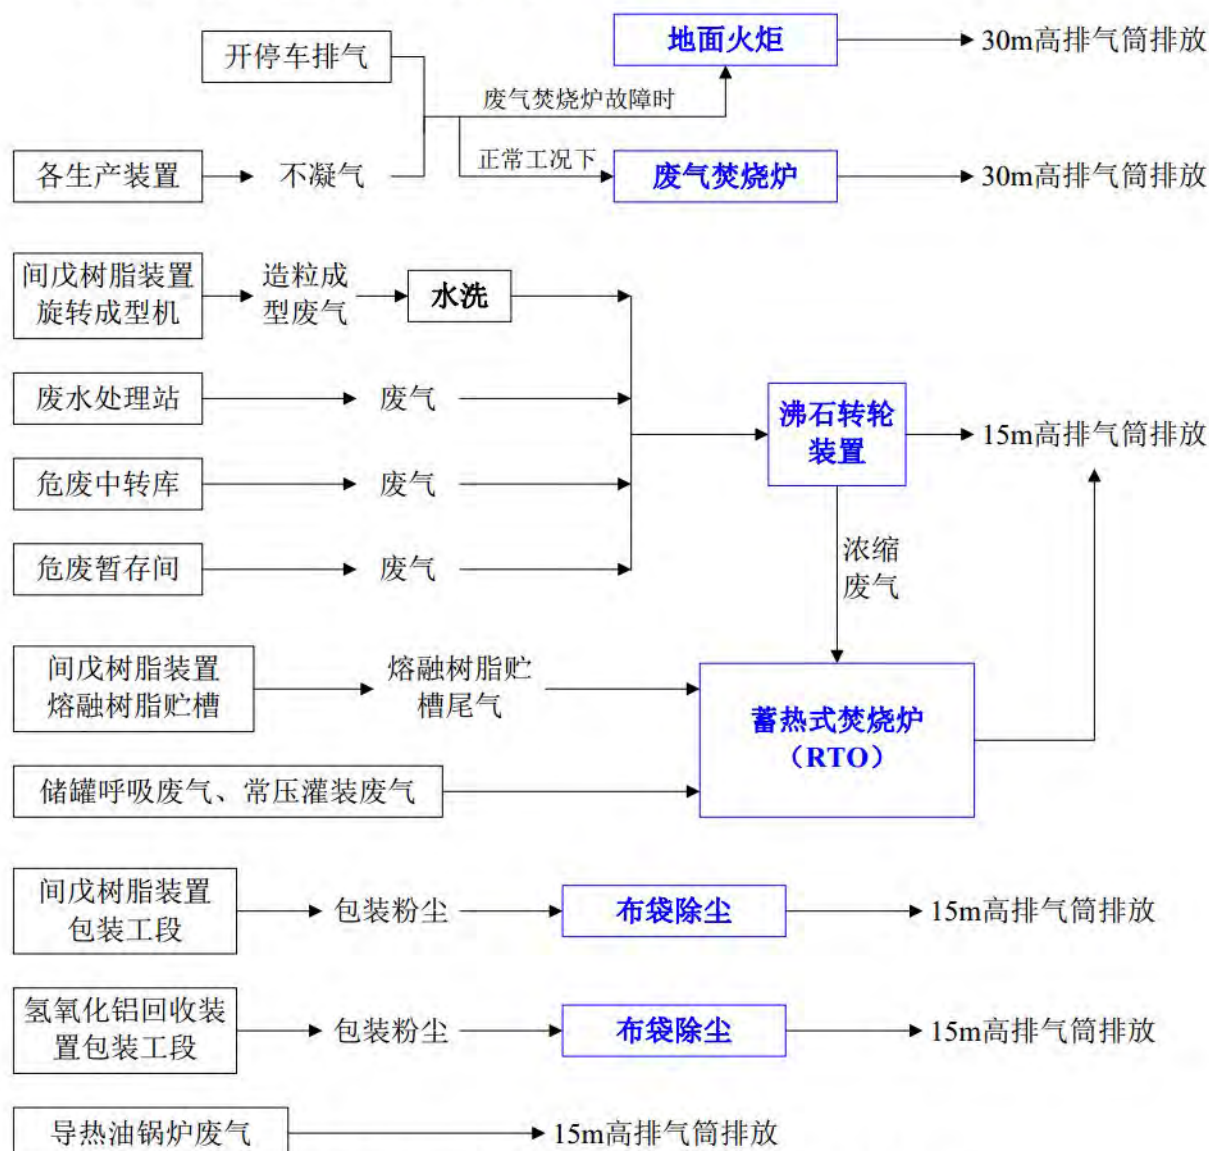 地面火炬
30m高排气筒排放
开停车排气
废气焚烧炉故障时
正常工况下
各生产装置
不凝气
废气焚烧炉
30m高排气筒排放
间戊树脂装置
旋转成型机
造粒成
型废气
水洗
废水处理站
废气
沸石转轮
装置
15m高排气筒排放
危废中转库
废气
危废暂存间
废气
浓缩
废气
间戊树脂装置
熔融树脂贮槽
熔融树脂贮
槽尾气
蓄热式焚烧炉
（RTO）
储罐呼吸废气、常压灌装废气
间戊树脂装置
包装工段
包装粉尘
布袋除尘
15m高排气筒排放
氢氧化铝回收装
置包装工段
包装粉尘
布袋除尘
15m高排气筒排放
导热油锅炉废气
15m高排气筒排放